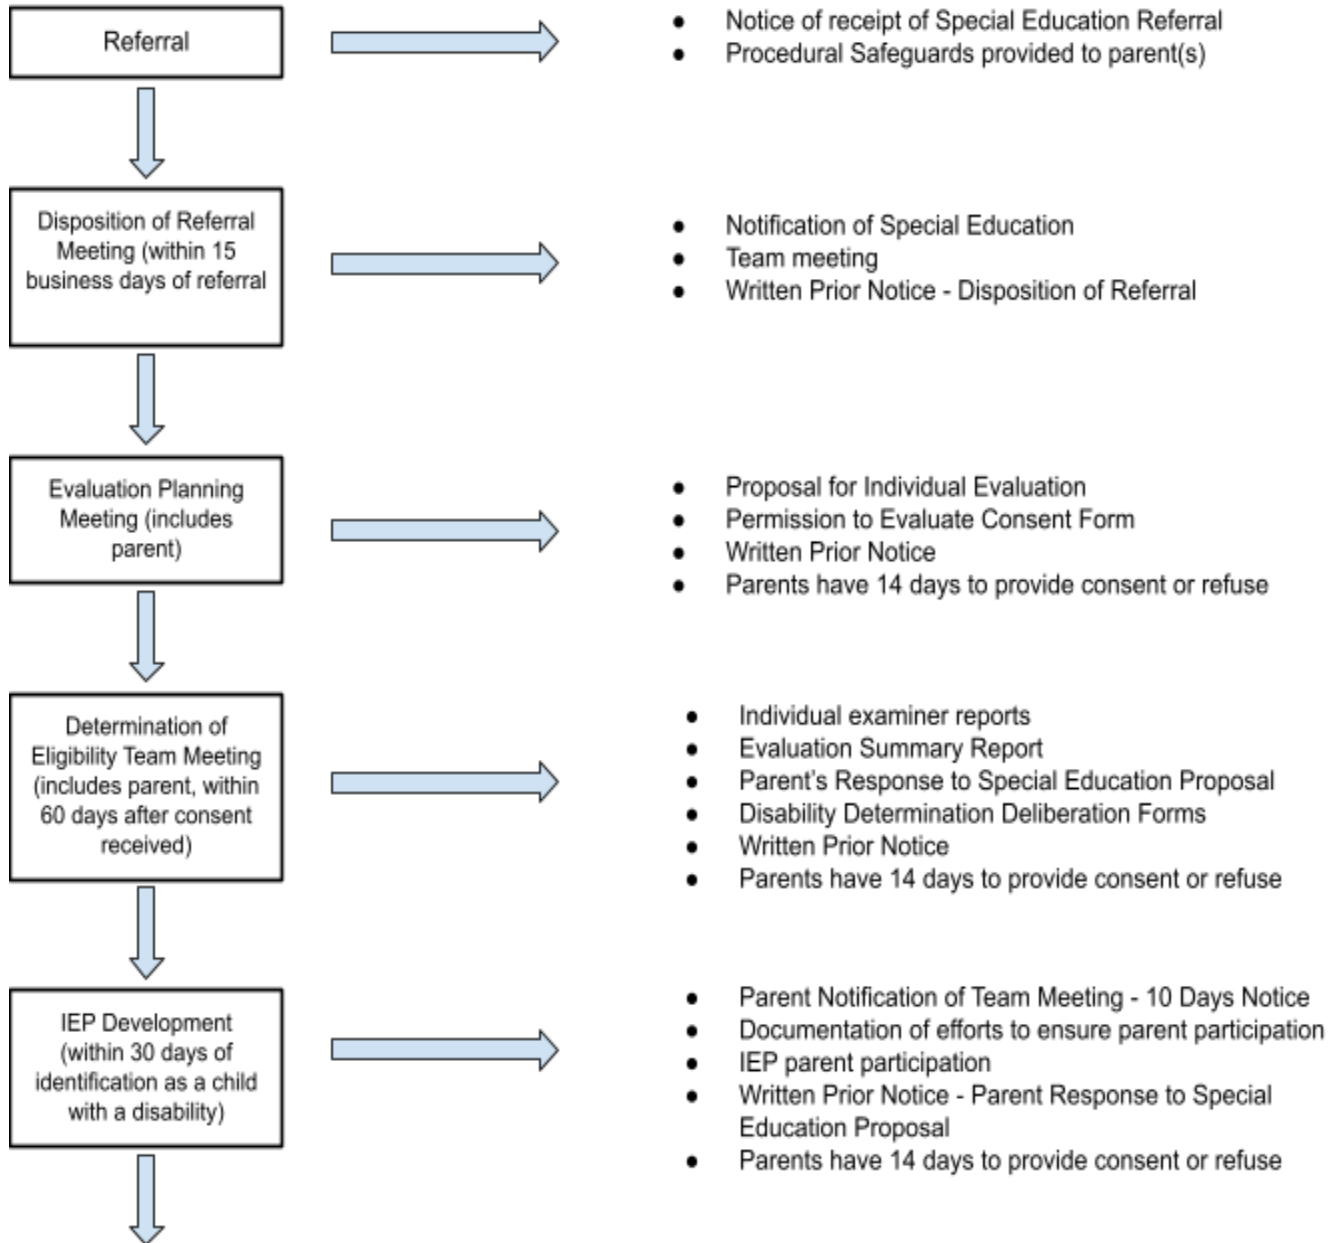 Referral
● Notice of receipt of Special Education Referral
● Procedural Safeguards provided to parent(s)
Disposition of Referral
Meeting (within 15
business days of referral
● Notification of Special Education
● Team meeting
● Written Prior Notice - Disposition of Referral
Evaluation Planning
Meeting (includes
parent)
● Proposal for Individual Evaluation
● Permission to Evaluate Consent Form
● Written Prior Notice
● Parents have 14 days to provide consent or refuse
Determination of
Eligibility Team Meeting
(includes parent, within
60 days after consent
received)
● Individual examiner reports
● Evaluation Summary Report
● Parent's Response to Special Education Proposal
● Disability Determination Deliberation Forms
● Written Prior Notice
● Parents have 14 days to provide consent or refuse
IEP Development
(within 30 days of
identification as a child
with a disability)
● Parent Notification of Team Meeting - 10 Days Notice
● Documentation of efforts to ensure parent participation
● IEP parent participation
● Written Prior Notice - Parent Response to Special
Education Proposal
● Parents have 14 days to provide consent or refuse